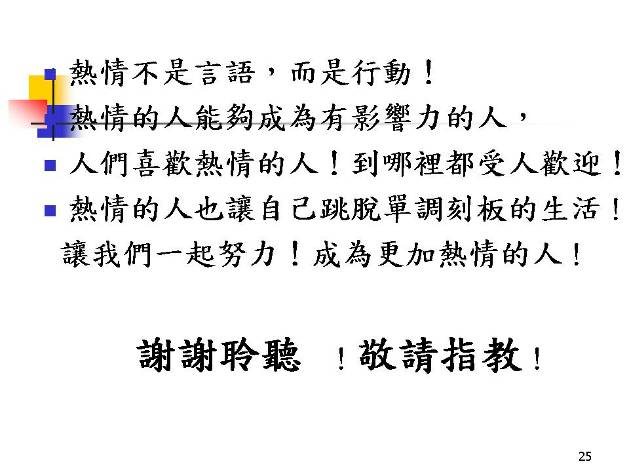 熱情不是言語，而是行動！
熱情的人能夠成為有影響力的人，
人們喜歡熱情的人！到哪裡都受人歡迎！
熱情的人也讓自己跳脫單調刻板的生活！
讓我們一起努力！成為更加熱情的人！
謝謝聆聽 ！敬請指教！
25